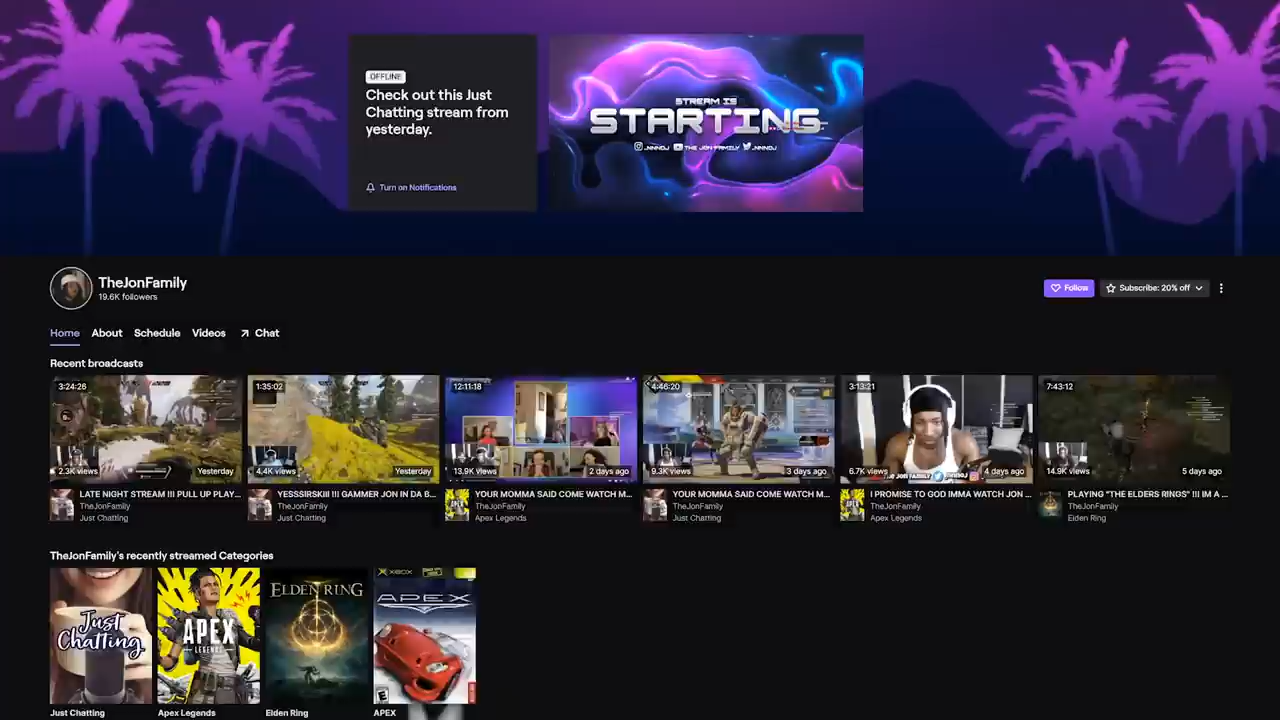 OFFLINE
Check out this Just
Chatting stream from
yesterday.
Turn on Notifications
STREAM IS
STARTING
.NNNDJ THE JON FAMILY .NNNDJ
TheJonFamily
19.6K followers
Follow
Subscribe: 20% off
Home About Schedule Videos Chat
Recent broadcasts
3:24:26 1:35:02 12:11:18 4:46:20 3:13:21 7:43:12
2.3K views Yesterday 4.4K views Yesterday 13.9K views 2 days ago 9.3K views 3 days ago 6.7K views 4 days ago 14.9K views 5 days ago
LATE NIGHT STREAM !!! PULL UP PLAY... YESSSIRSKIII !!! GAMMER JON IN DA B... YOUR MOMMA SAID COME WATCH M... YOUR MOMMA SAID COME WATCH M... I PROMISE TO GOD IMMA WATCH JON ... PLAYING "THE ELDERS RINGS" !!! IM A ...
TheJonFamily TheJonFamily TheJonFamily TheJonFamily TheJonFamily TheJonFamily
Just Chatting Just Chatting Apex Legends Just Chatting Apex Legends Elden Ring
TheJonFamily's recently streamed Categories
Just
Chatting
APEX
LEGENDS
ELDEN RING
XBOX
APEX
E
Just Chatting Apex Legends Elden Ring APEX